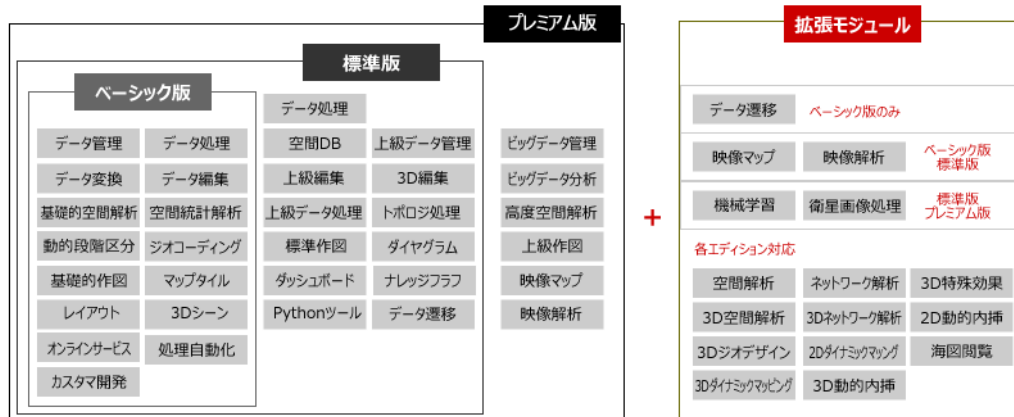 プレミアム版
拡張モジュール
標準版
ベーシック版
データ管理 データ処理
データ変換 データ編集
基礎的空間解析 空間統計解析
動的段階区分 ジオコーディング
基礎的作図 マップタイル
レイアウト 3Dシーン
オンラインサービス 処理自動化
カスタマ開発
データ処理
空間DB 上級データ管理
上級編集 3D編集
上級データ処理 トポロジ処理
標準作図 ダイヤグラム
ダッシュボード ナレッジフラフ
Pythonツール データ遷移
ビッグデータ管理
ビッグデータ分析
高度空間解析
上級作図
映像マップ
映像解析
+
データ遷移 ベーシック版のみ
映像マップ 映像解析 ベーシック版
標準版
機械学習 衛星画像処理 標準版
プレミアム版
各エディション対応
空間解析 ネットワーク解析 3D特殊効果
3D空間解析 3Dネットワーク解析 2D動的内挿
3Dジオデザイン 2Dダイナミックマッング 海図閲覧
3Dダイナミックマッピング 3D動的内挿